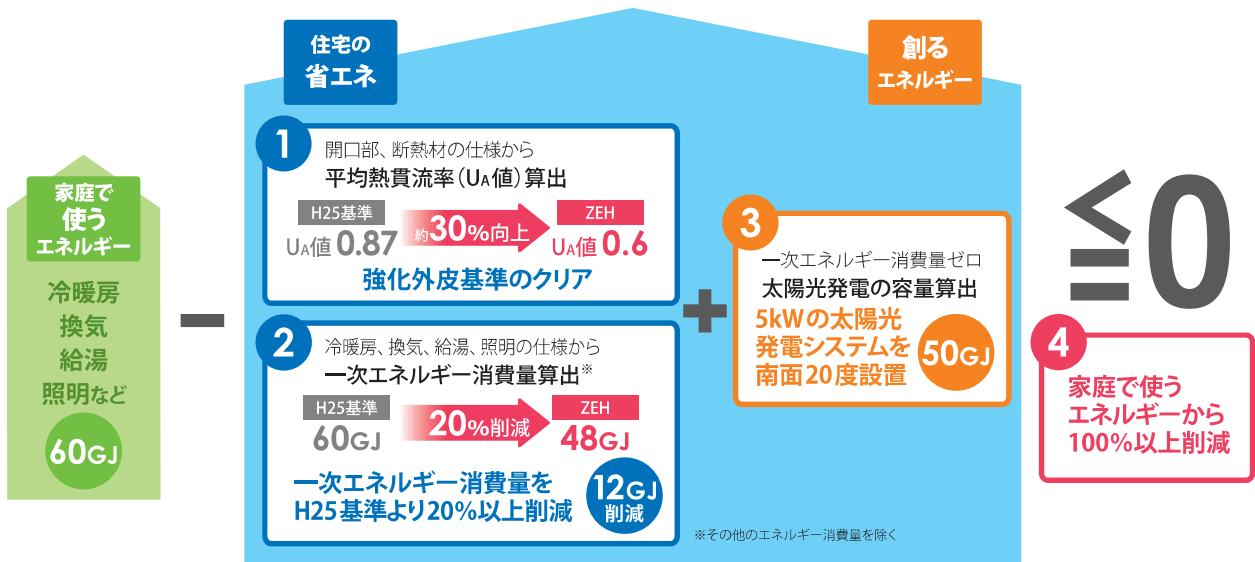 家庭で
使う
エネルギー
冷暖房
換気
給湯
照明など
60GJ
−
住宅の
省エネ
1
開口部、断熱材の仕様から
平均熱貫流率(UA値)算出
H25基準
UA値 0.87
約30%向上
ZEH
UA値 0.6
強化外皮基準のクリア
2
冷暖房、換気、給湯、照明の仕様から
一次エネルギー消費量算出※
H25基準
60GJ
20%削減
ZEH
48GJ
一次エネルギー消費量を
H25基準より20%以上削減
12GJ
削減
+
創る
エネルギー
3
一次エネルギー消費量ゼロ
太陽光発電の容量算出
5kWの太陽光
発電システムを
南面20度設置
50GJ
※その他のエネルギー消費量を除く
≦0
4
家庭で使う
エネルギーから
100%以上削減